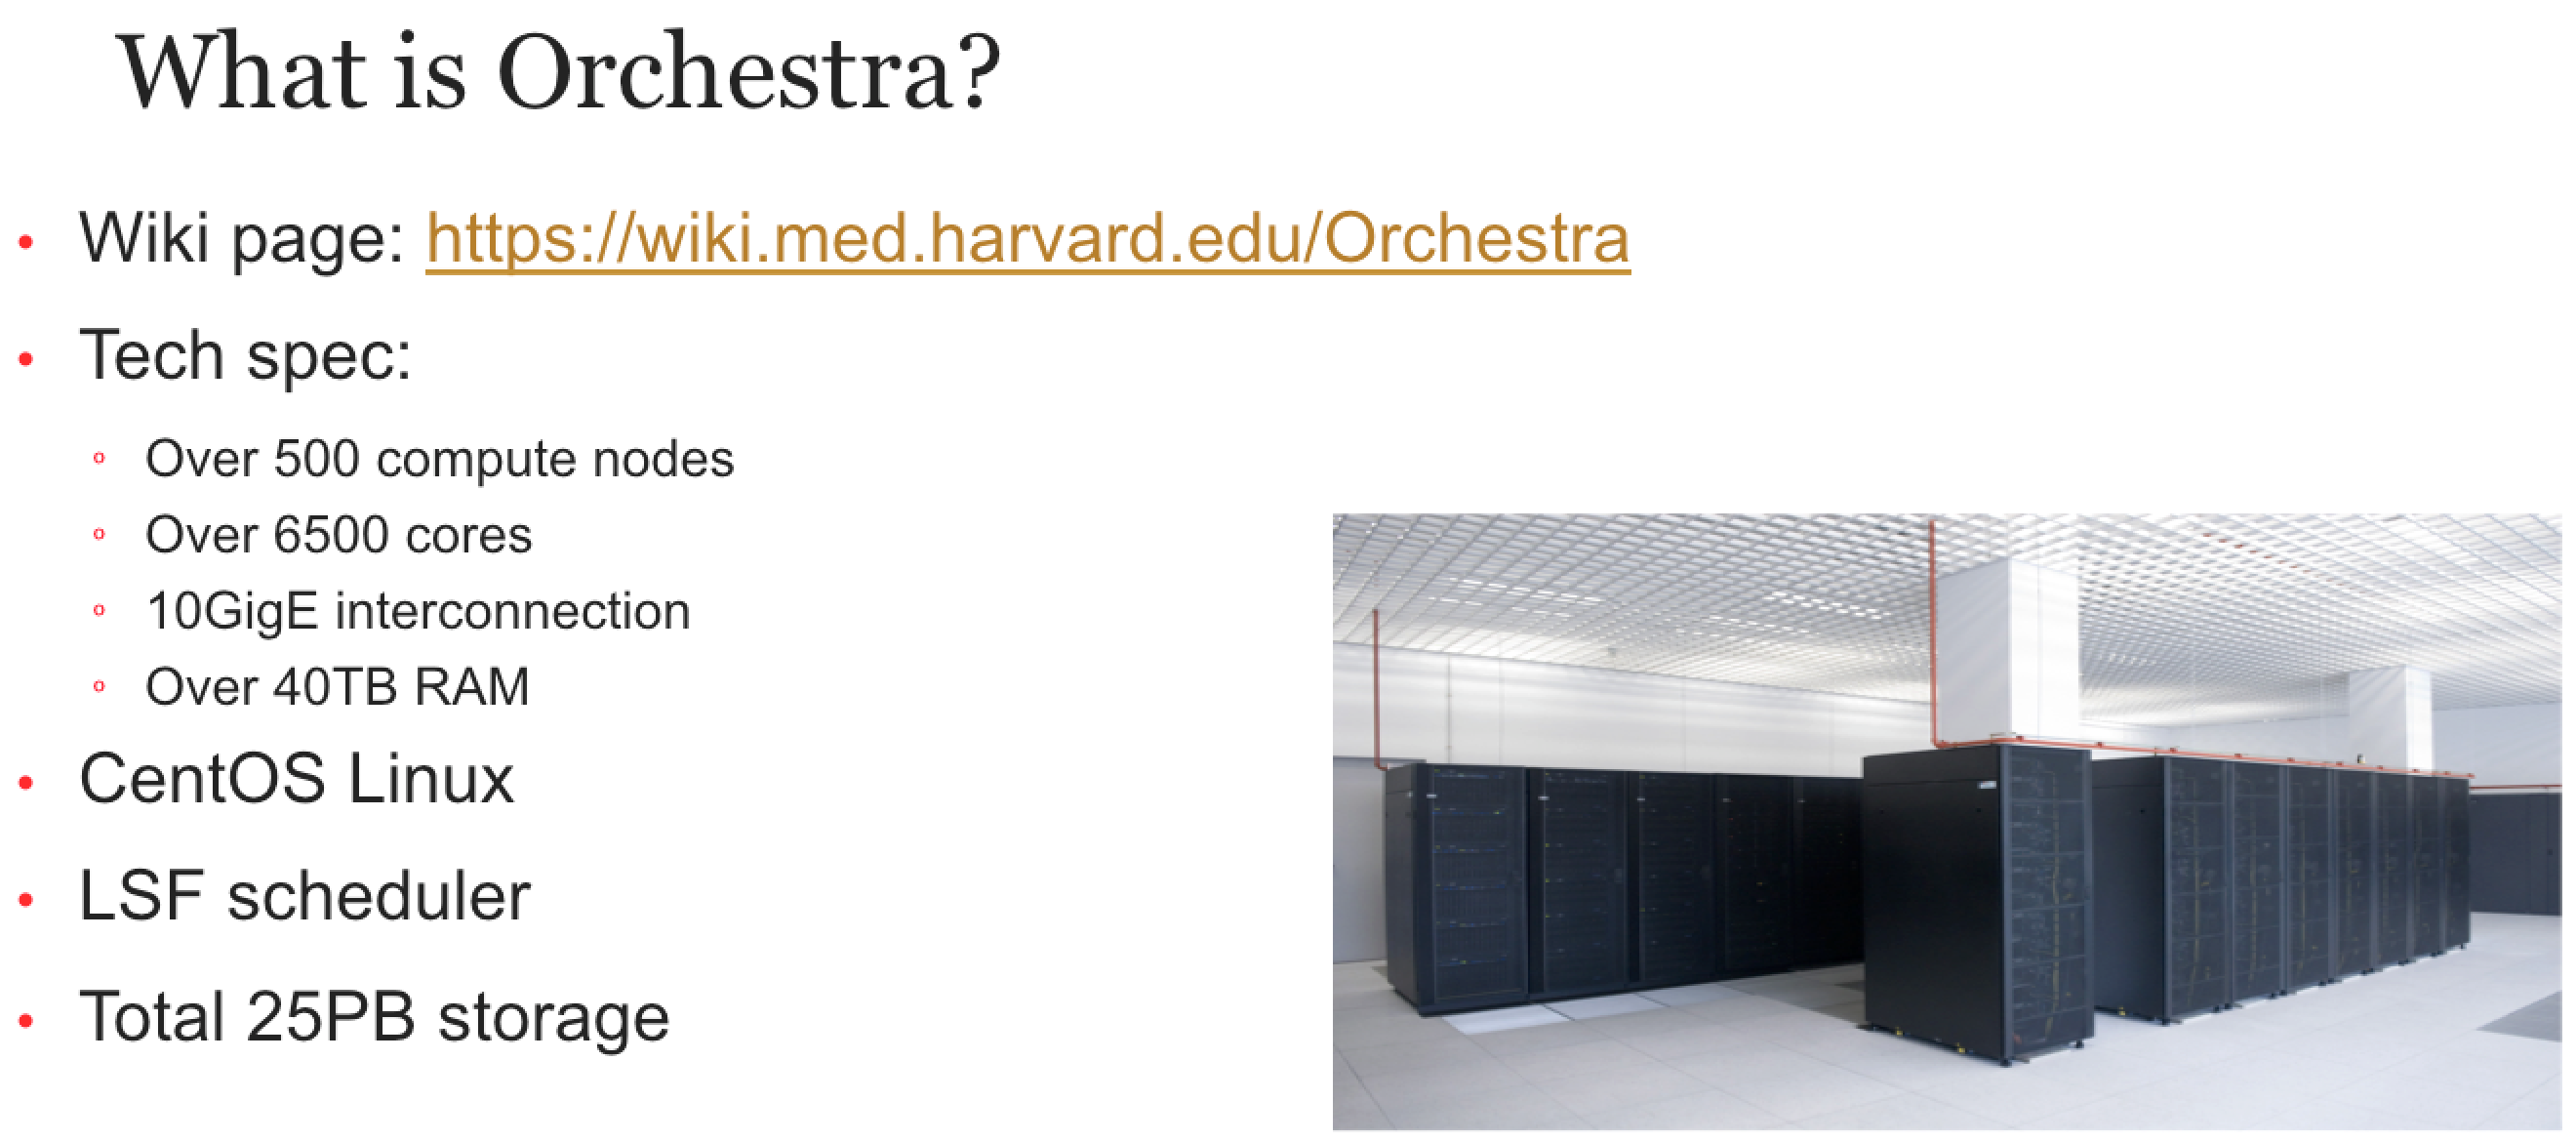 What is Orchestra?
• Wiki page: https://wiki.med.harvard.edu/Orchestra
• Tech spec:
◦ Over 500 compute nodes
◦ Over 6500 cores
◦ 10GigE interconnection
◦ Over 40TB RAM
• CentOS Linux
• LSF scheduler
• Total 25PB storage